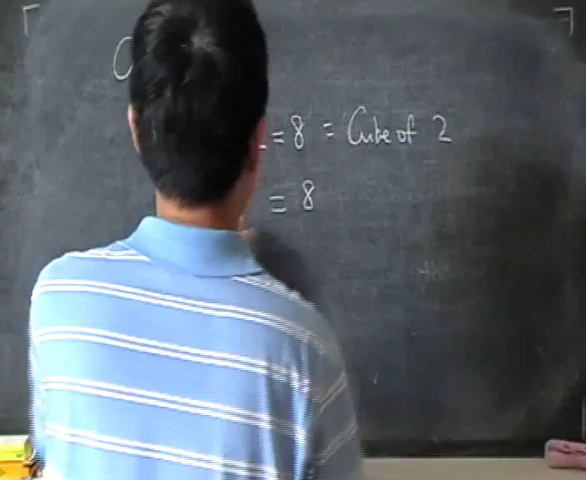 = 8 = Cube of 2
= 8